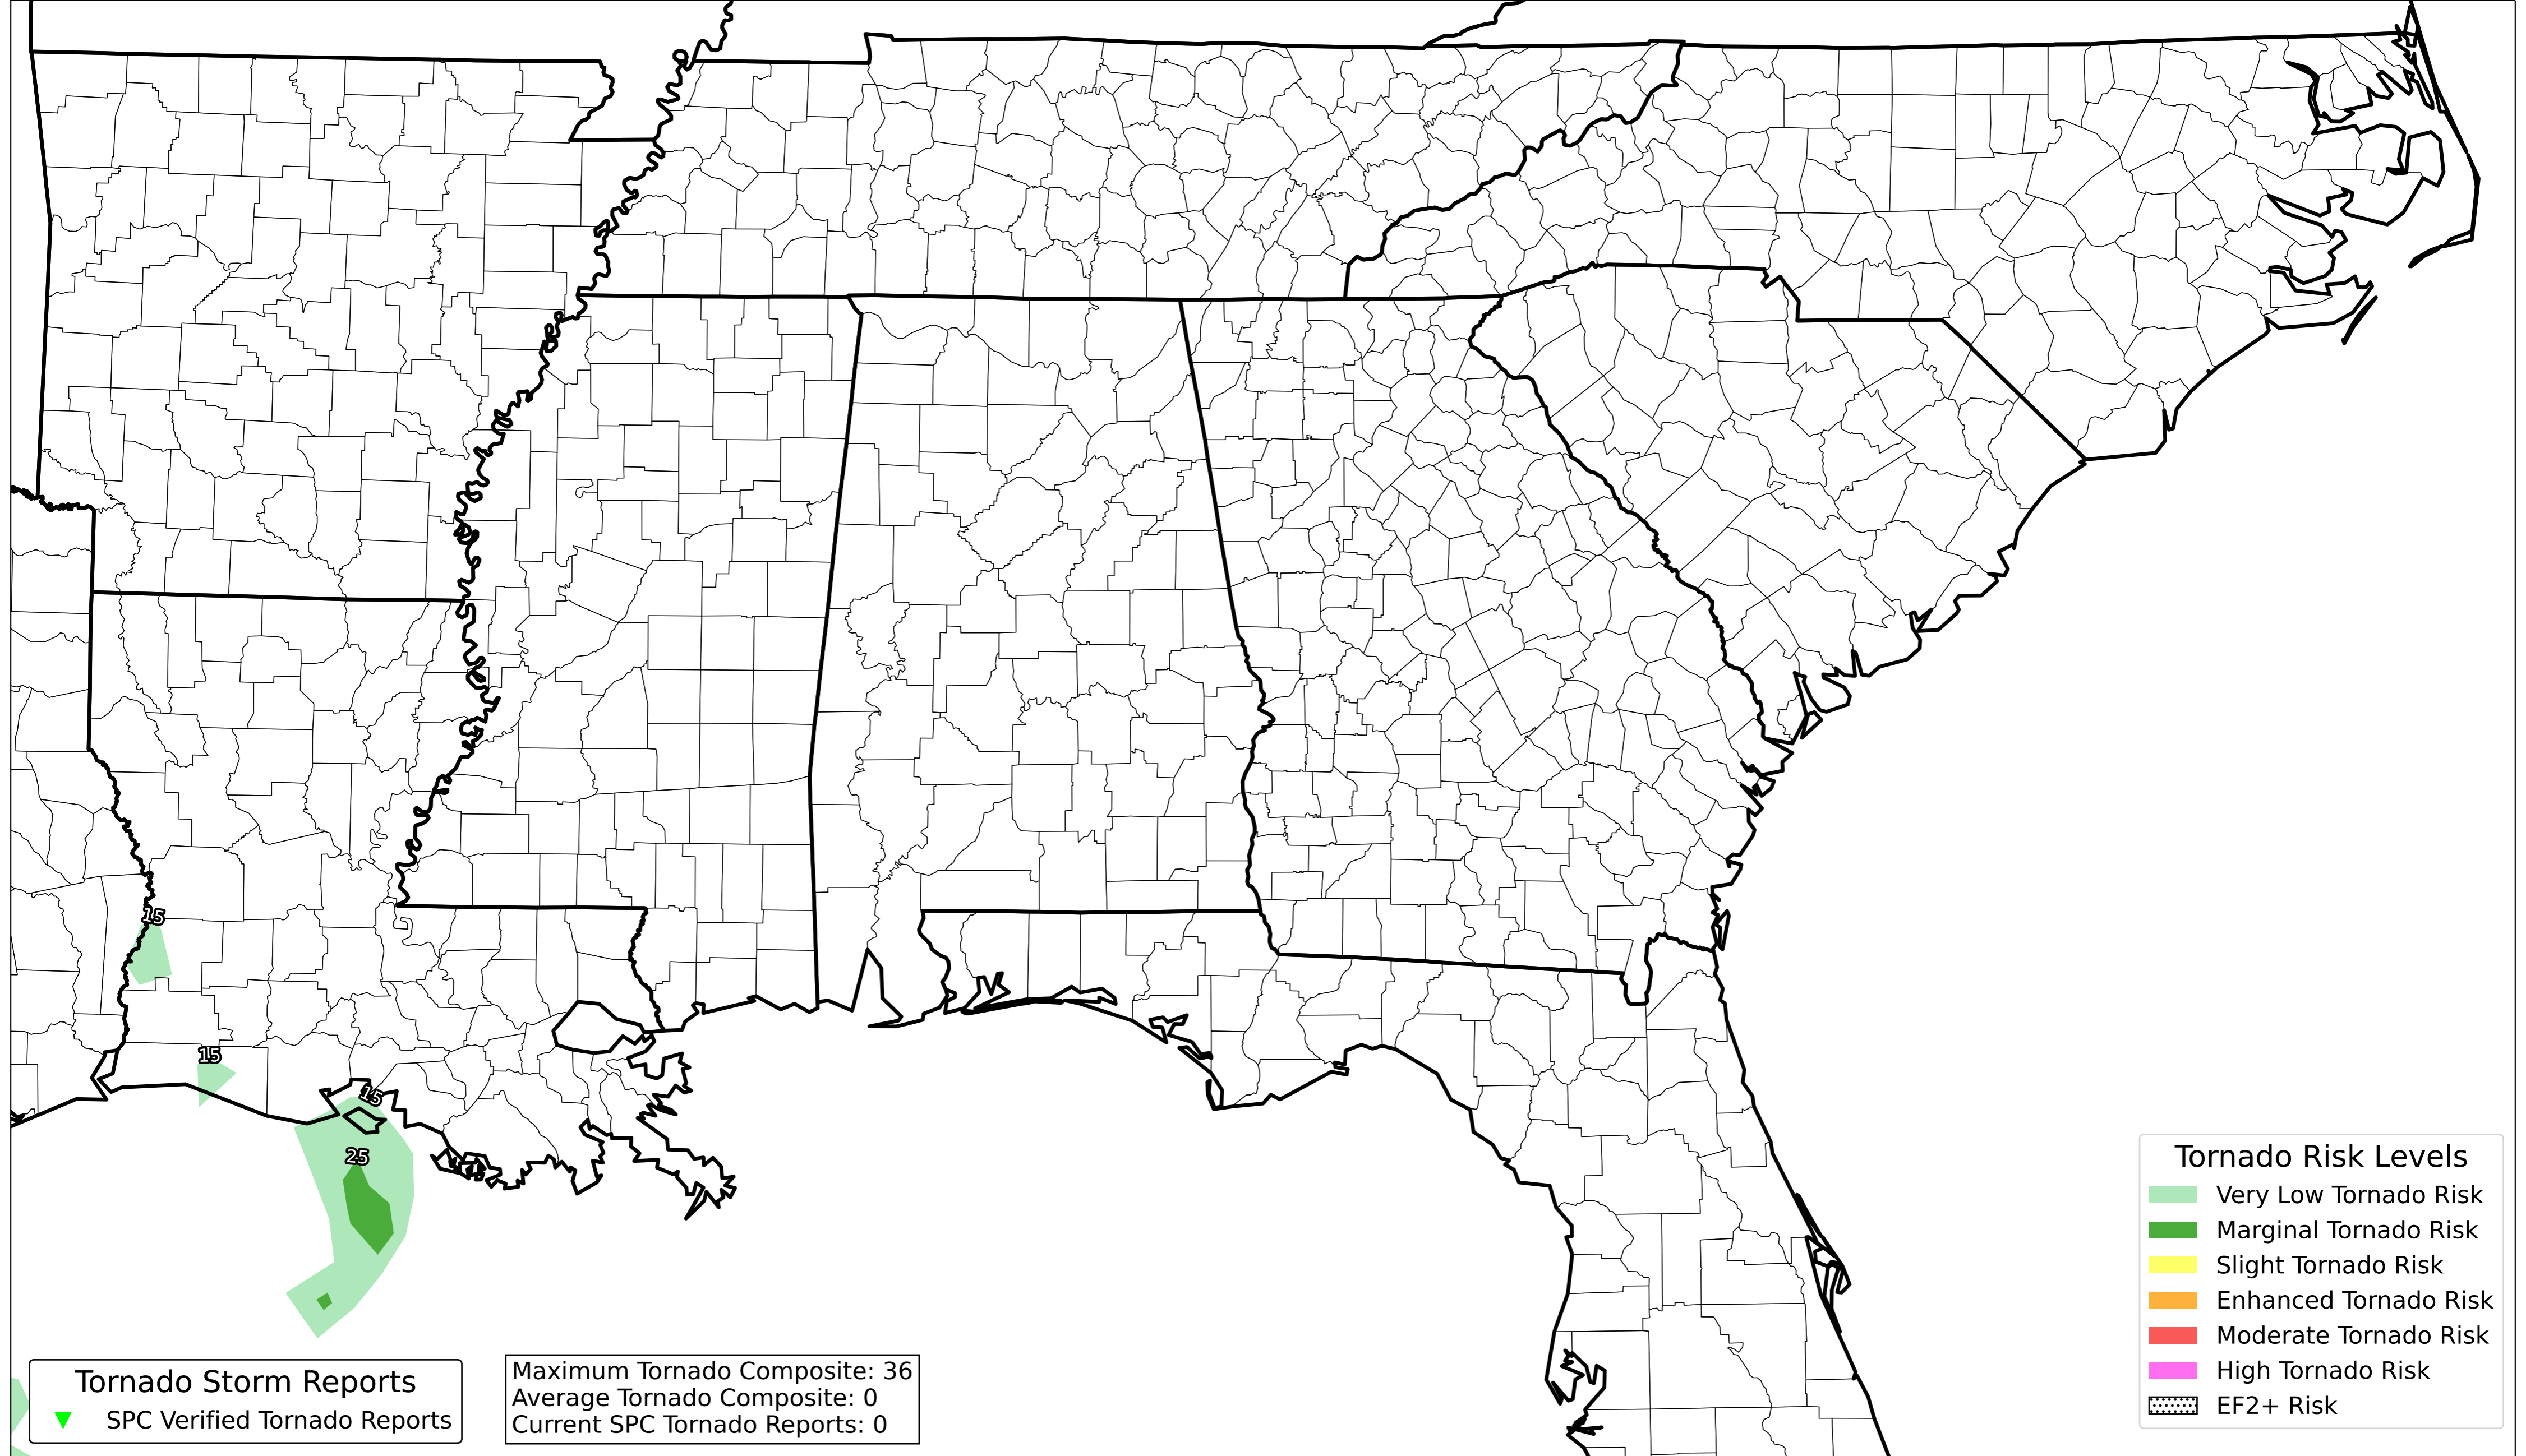 15
15
15
25
Tornado Risk Levels
Very Low Tornado Risk
Marginal Tornado Risk
Slight Tornado Risk
Enhanced Tornado Risk
Moderate Tornado Risk
High Tornado Risk
EF2+ Risk
Tornado Storm Reports
SPC Verified Tornado Reports
Maximum Tornado Composite: 36
Average Tornado Composite: 0
Current SPC Tornado Reports: 0